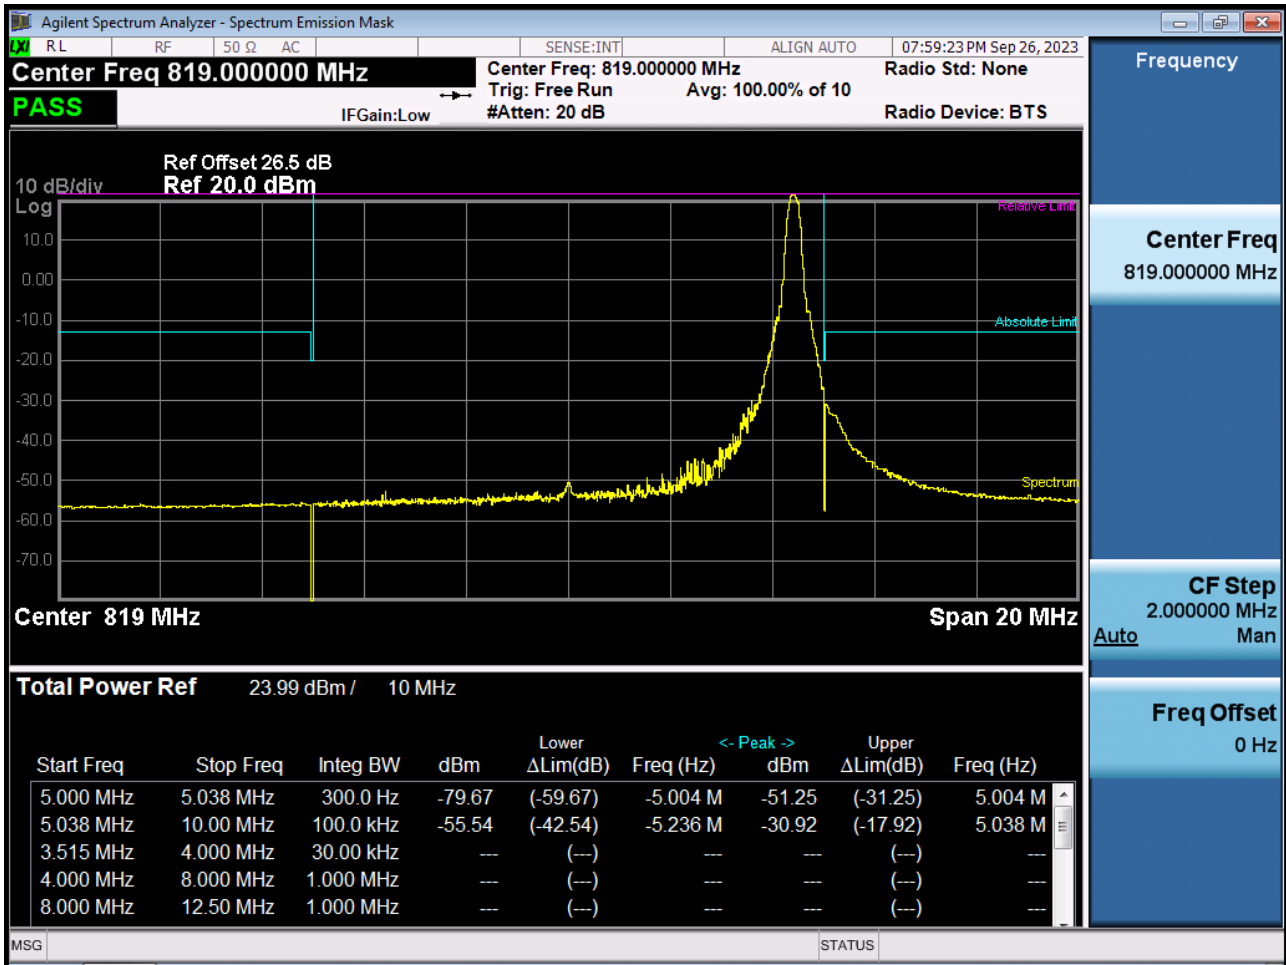 Agilent Spectrum Analyzer - Spectrum Emission Mask
LXI RL RF 50 Ω AC SENSE:INT ALIGN AUTO 07:59:23 PM Sep 26, 2023
Center Freq 819.000000 MHz
Center Freq: 819.000000 MHz
Radio Std: None
Trig: Free Run Avg: 100.00% of 10
PASS
IFGain:Low
#Atten: 20 dB
Radio Device: BTS
Ref Offset 26.5 dB
10 dB/div Ref 20.0 dBm
Log
Relative Limit
10.0
0.00
-10.0
Absolute Limit
-20.0
-30.0
-40.0
-50.0
Spectrum
-60.0
-70.0
Center 819 MHz
Span 20 MHz
Total Power Ref 23.99 dBm / 10 MHz
Lower <- Peak -> Upper
Start Freq Stop Freq Integ BW dBm ΔLim(dB) Freq (Hz) dBm ΔLim(dB) Freq (Hz)
5.000 MHz 5.038 MHz 300.0 Hz -79.67 (-59.67) -5.004 M -51.25 (-31.25) 5.004 M
5.038 MHz 10.00 MHz 100.0 kHz -55.54 (-42.54) -5.236 M -30.92 (-17.92) 5.038 M
3.515 MHz 4.000 MHz 30.00 kHz --- (---) --- --- (---) ---
4.000 MHz 8.000 MHz 1.000 MHz --- (---) --- --- (---) ---
8.000 MHz 12.50 MHz 1.000 MHz --- (---) --- --- (---) ---
MSG
STATUS
Frequency
Center Freq
819.000000 MHz
CF Step
2.000000 MHz
Auto Man
Freq Offset
0 Hz